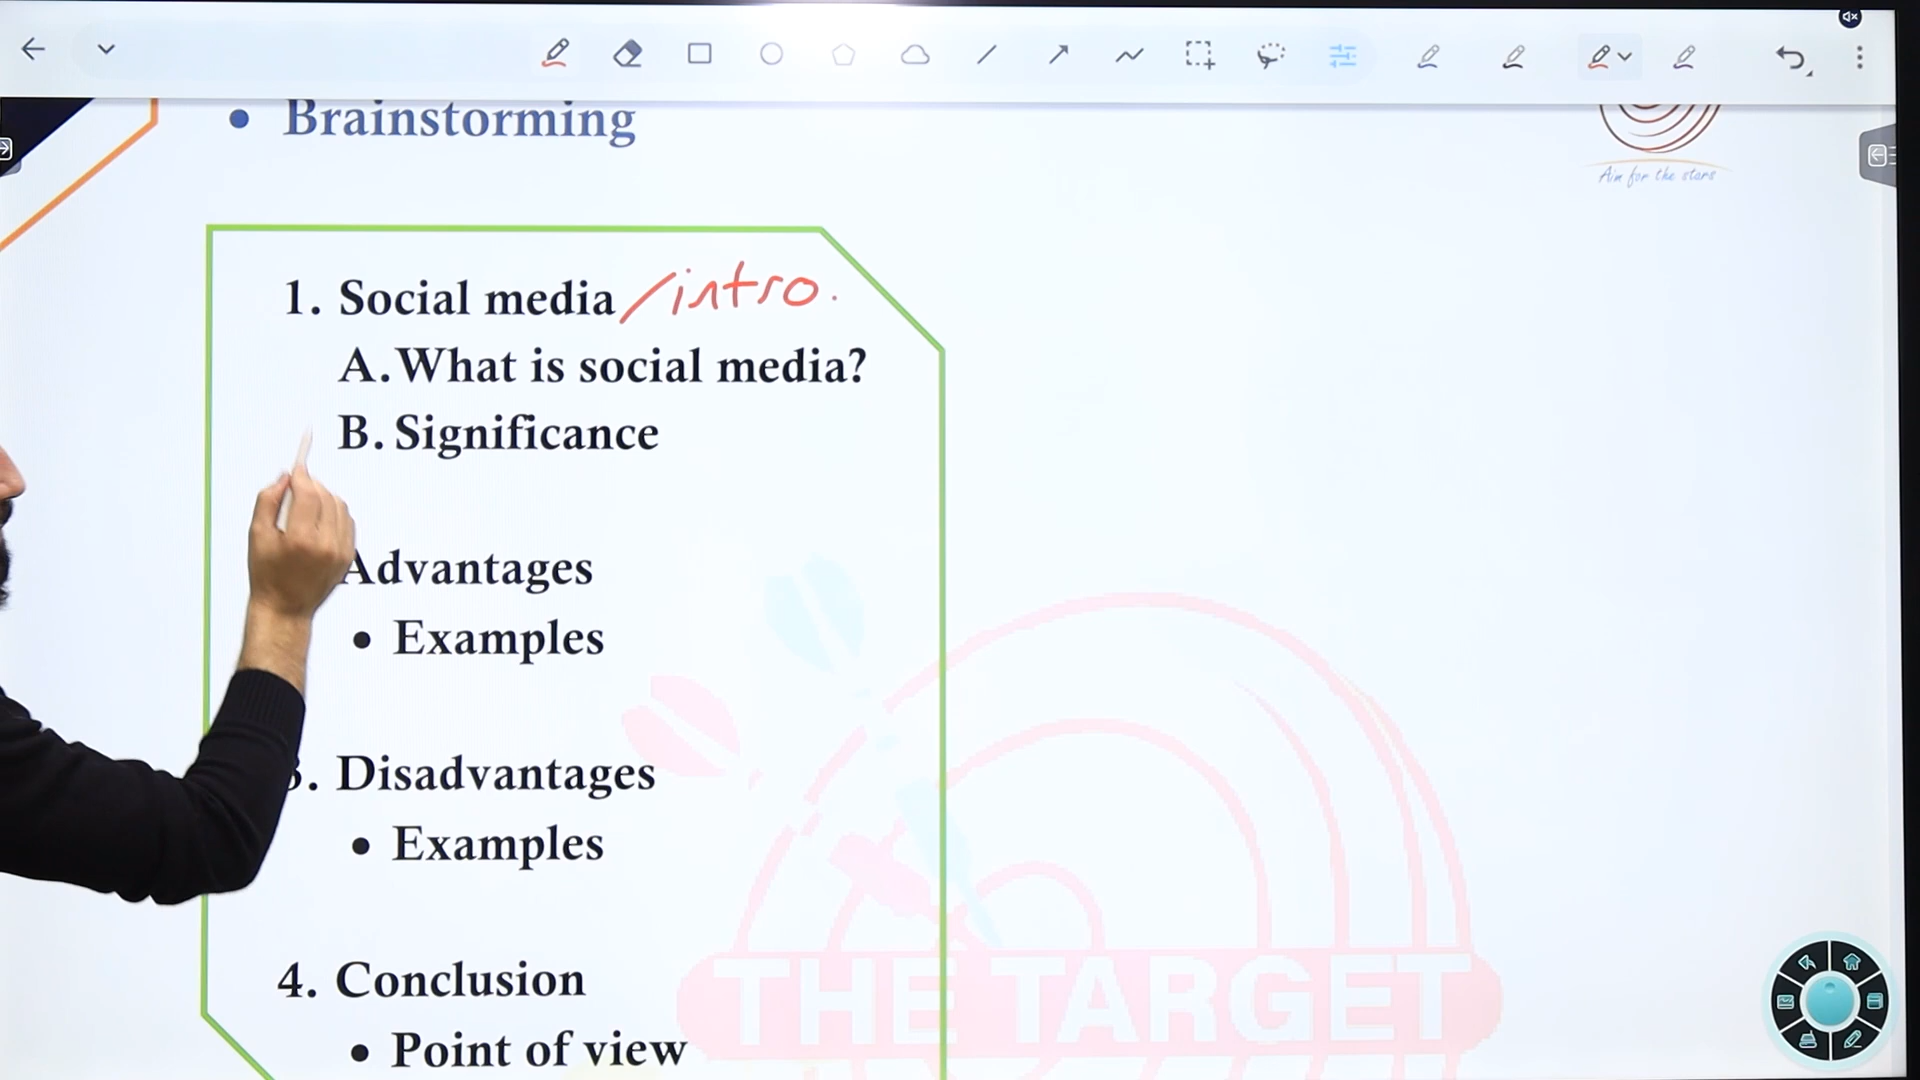 • Brainstorming
Aim for the stars
1. Social media /intro.
A. What is social media?
B. Significance
Advantages
• Examples
3. Disadvantages
• Examples
4. Conclusion
• Point of view
THE TARGET